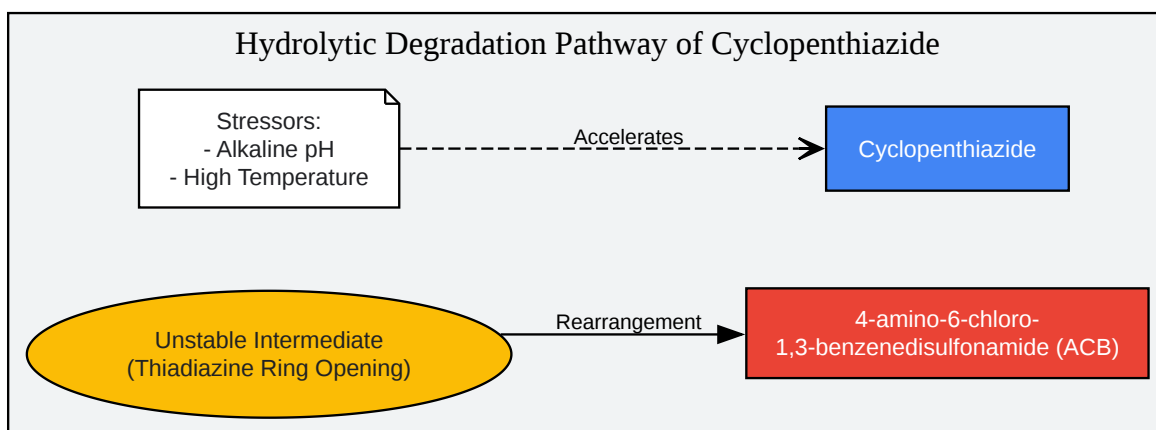 Hydrolytic Degradation Pathway of Cyclopenthiazide
Stressors:
- Alkaline pH
- High Temperature
Accelerates
Cyclopenthiazide
Unstable Intermediate
(Thiadiazine Ring Opening)
Rearrangement
4-amino-6-chloro-
1,3-benzenedisulfonamide (ACB)